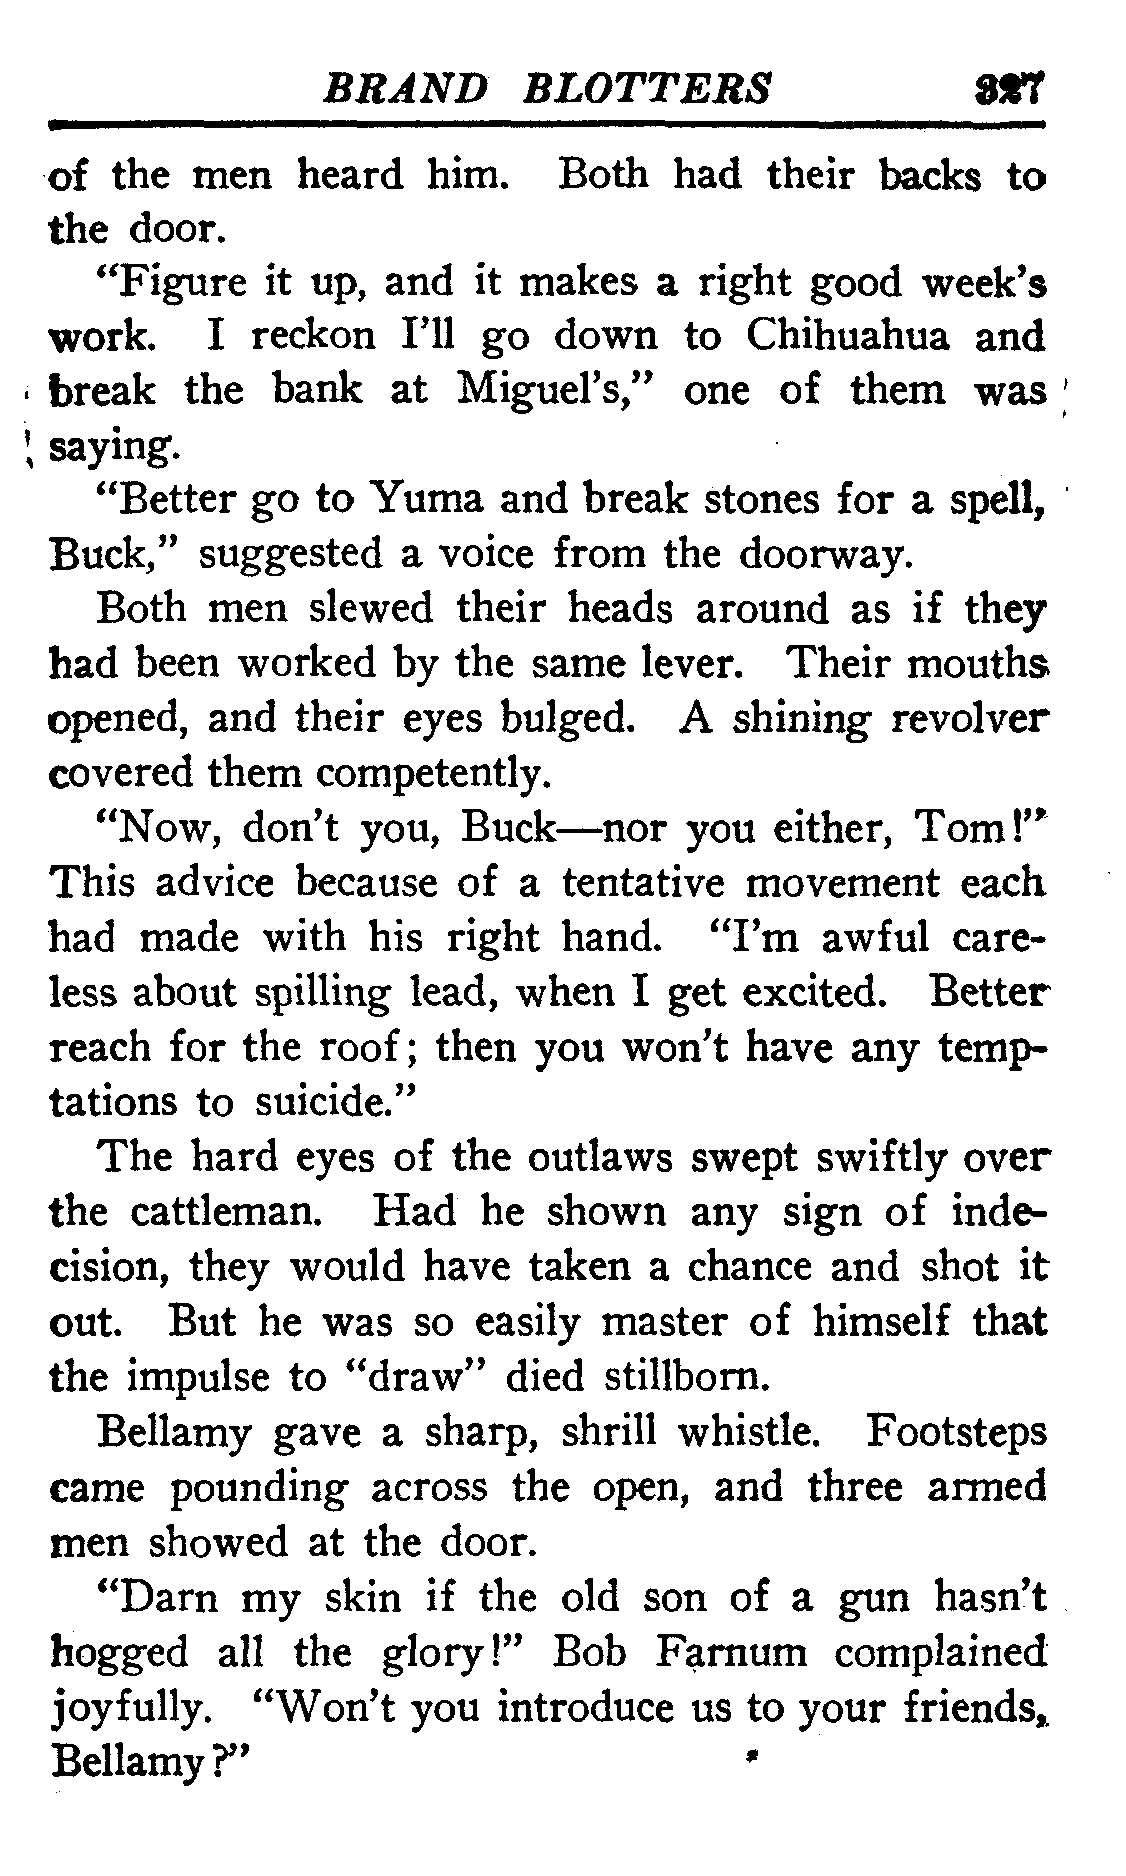 BRAND BLOTTERS 327
of the men heard him. Both had their backs to
the door.
“Figure it up, and it makes a right good week’s
work. I reckon I’ll go down to Chihuahua and
break the bank at Miguel’s,” one of them was
saying.
“Better go to Yuma and break stones for a spell,
Buck,” suggested a voice from the doorway.
Both men slewed their heads around as if they
had been worked by the same lever. Their mouths
opened, and their eyes bulged. A shining revolver
covered them competently.
“Now, don’t you, Buck—nor you either, Tom!”
This advice because of a tentative movement each
had made with his right hand. “I’m awful care-
less about spilling lead, when I get excited. Better
reach for the roof; then you won’t have any temp-
tations to suicide.”
The hard eyes of the outlaws swept swiftly over
the cattleman. Had he shown any sign of inde-
cision, they would have taken a chance and shot it
out. But he was so easily master of himself that
the impulse to “draw” died stillborn.
Bellamy gave a sharp, shrill whistle. Footsteps
came pounding across the open, and three armed
men showed at the door.
“Darn my skin if the old son of a gun hasn’t
hogged all the glory!” Bob Farnum complained
joyfully. “Won’t you introduce us to your friends,
Bellamy?”